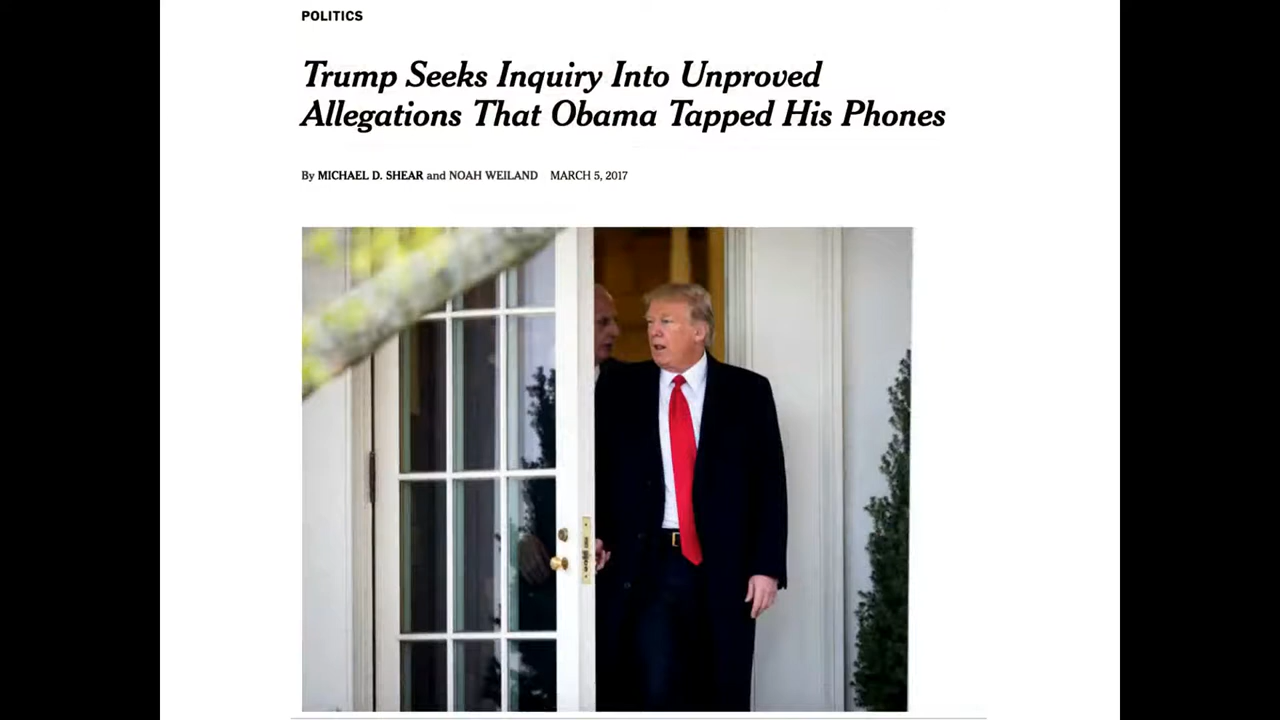 POLITICS
Trump Seeks Inquiry Into Unproved
Allegations That Obama Tapped His Phones
By MICHAEL D. SHEAR and NOAH WEILAND MARCH 5, 2017